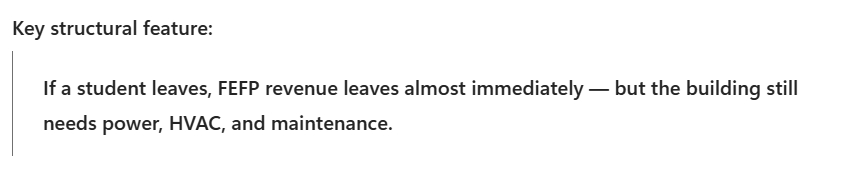 Key structural feature:
If a student leaves, FEFP revenue leaves almost immediately — but the building still
needs power, HVAC, and maintenance.